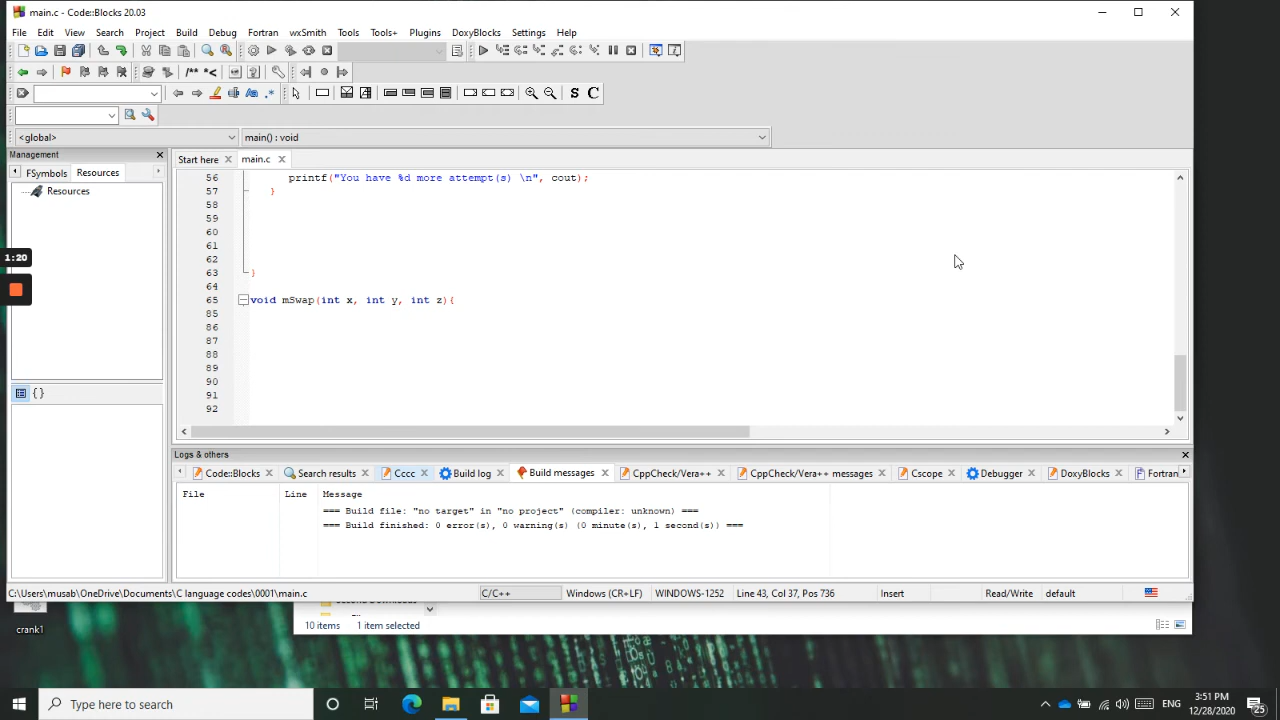 main.c - Code::Blocks 20.03
File Edit View Search Project Build Debug Fortran wxSmith Tools Tools+ Plugins DoxyBlocks Settings Help
/** *<
S C
<global> main() : void
Management
Start here main.c
FSymbols Resources
Resources
56 printf("You have %d more attempt(s) \n", cout);
57 }
58
59
60
61
62
63 }
64
65 void mSwap(int x, int y, int z){
85
86
87
88
89
90
91
92
1:20
{}
Logs & others
Code::Blocks Search results Cccc Build log Build messages CppCheck/Vera++ CppCheck/Vera++ messages Cscope Debugger DoxyBlocks Fortran
File Line Message
=== Build file: "no target" in "no project" (compiler: unknown) ===
=== Build finished: 0 error(s), 0 warning(s) (0 minute(s), 1 second(s)) ===
C:\Users\musab\OneDrive\Documents\C language codes\0001\main.c C/C++ Windows (CR+LF) WINDOWS-1252 Line 43, Col 37, Pos 736 Insert Read/Write default
10 items 1 item selected
crank1
Type here to search
ENG
3:51 PM
12/28/2020
25